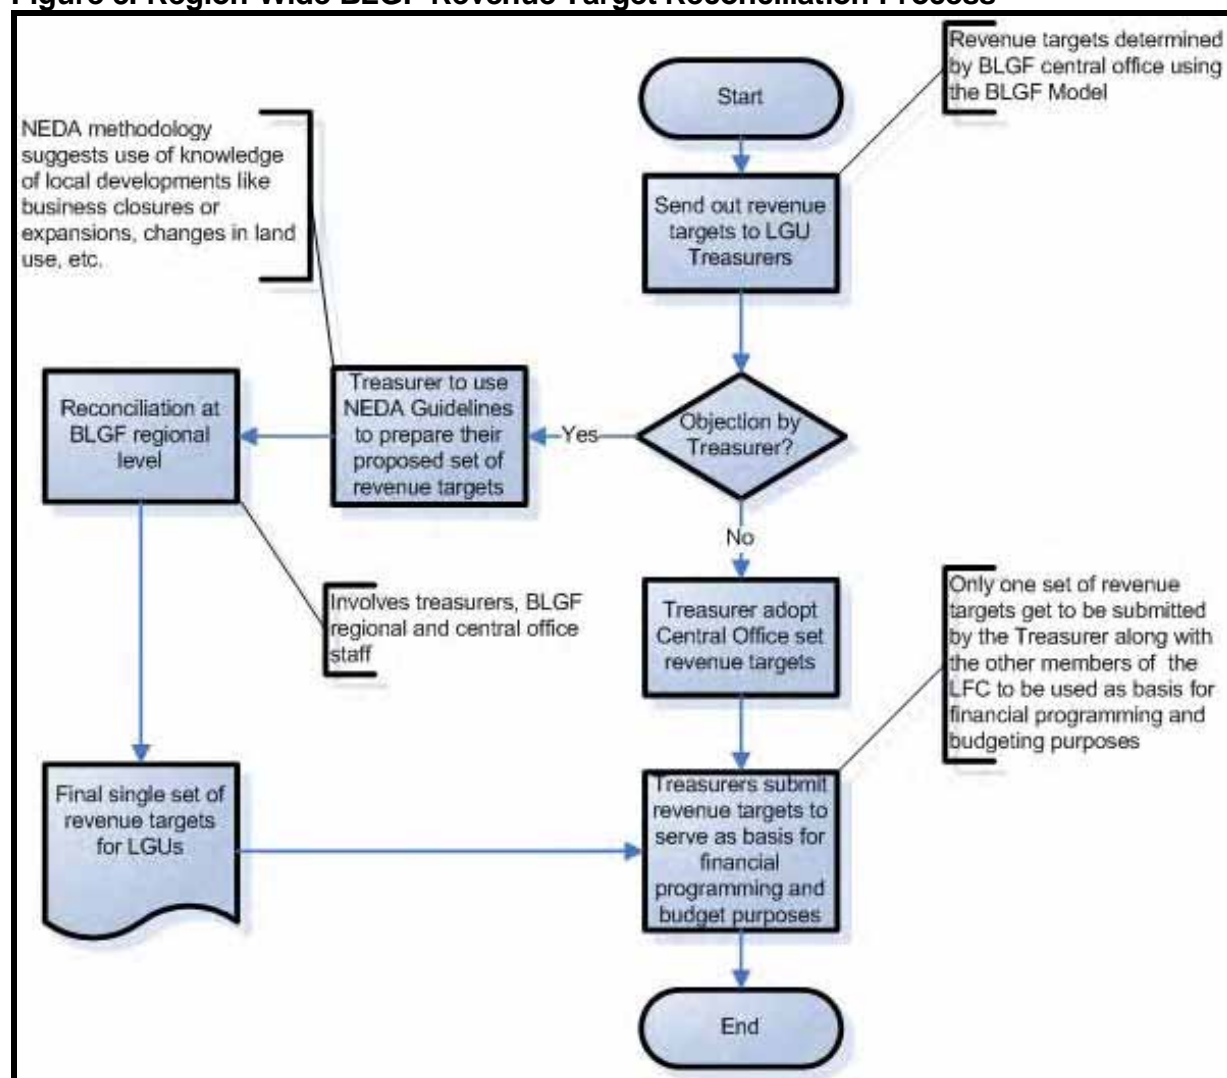 Region-Wide BLGF Revenue Target Reconciliation Process
Start
Revenue targets determined
by BLGF central office using
the BLGF Model
NEDA methodology
suggests use of knowledge
of local developments like
business closures or
expansions, changes in land
use, etc.
Send out revenue
targets to LGU
Treasurers
Objection by
Treasurer?
Yes
Treasurer to use
NEDA Guidelines
to prepare their
proposed set of
revenue targets
Reconciliation at
BLGF regional
level
No
Involves treasurers, BLGF
regional and central office
staff
Treasurer adopt
Central Office set
revenue targets
Only one set of revenue
targets get to be submitted
by the Treasurer along with
the other members of the
LFC to be used as basis for
financial programming and
budgeting purposes
Final single set of
revenue targets
for LGUs
Treasurers submit
revenue targets to
serve as basis for
financial
programming and
budget purposes
End